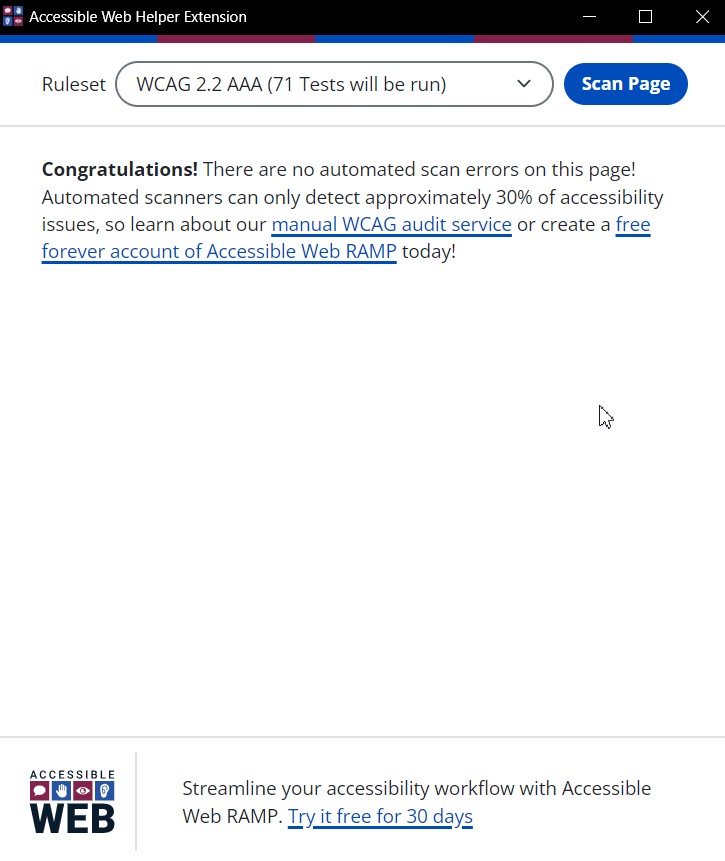 Accessible Web Helper Extension
Ruleset WCAG 2.2 AAA (71 Tests will be run) Scan Page
Congratulations! There are no automated scan errors on this page!
Automated scanners can only detect approximately 30% of accessibility
issues, so learn about our manual WCAG audit service or create a free
forever account of Accessible Web RAMP today!
ACCESSIBLE
WEB
Streamline your accessibility workflow with Accessible
Web RAMP. Try it free for 30 days